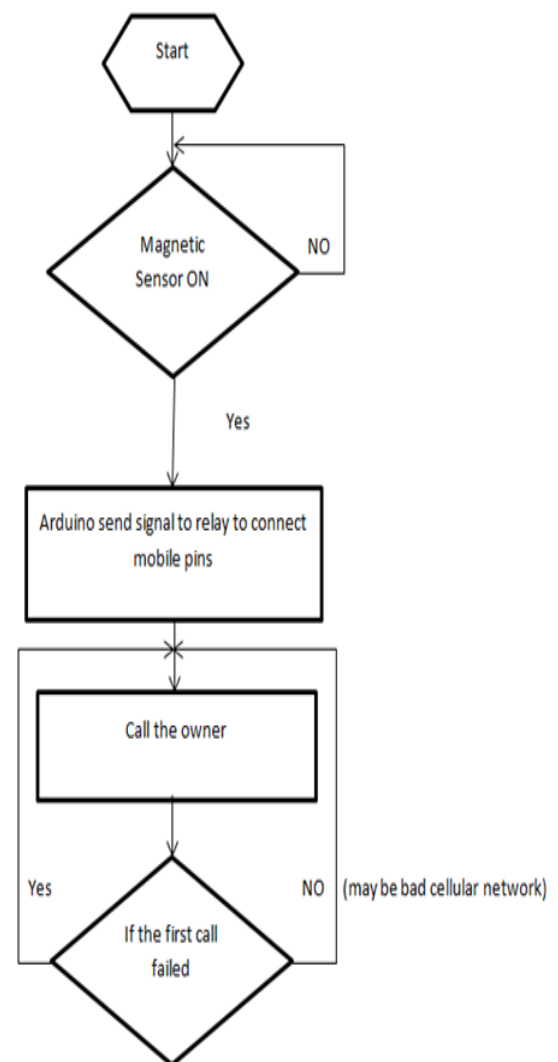 Start
Magnetic
Sensor ON
NO
Yes
Arduino send signal to relay to connect
mobile pins
Call the owner
Yes
NO (may be bad cellular network)
If the first call
failed